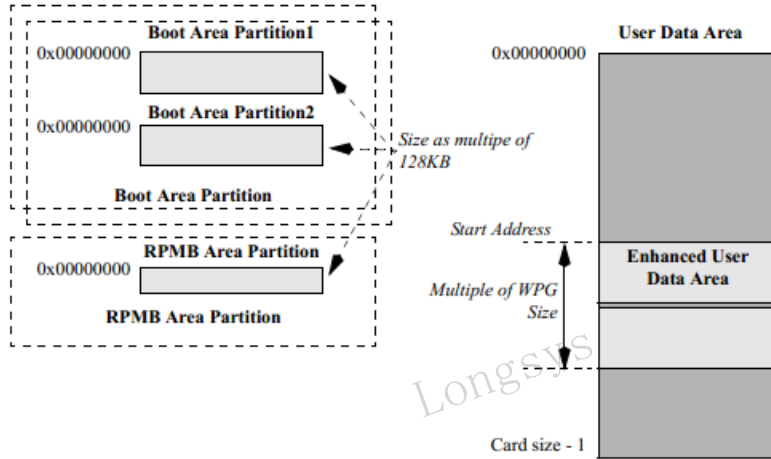 Boot Area Partition1
0x00000000
Boot Area Partition2
0x00000000
Size as multipe of
128KB
Boot Area Partition
RPMB Area Partition
0x00000000
RPMB Area Partition
User Data Area
0x00000000
Start Address
Enhanced User
Data Area
Multiple of WPG
Size
Longsys
Card size - 1